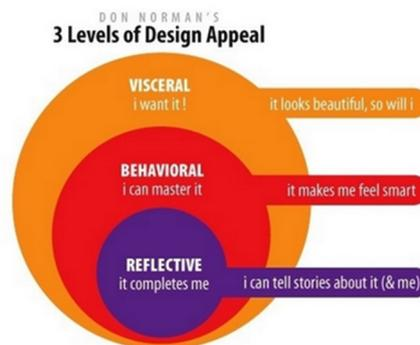 DON NORMAN'S
3 Levels of Design Appeal
VISCERAL
i want it !
it looks beautiful, so will i
BEHAVIORAL
i can master it
it makes me feel smart
REFLECTIVE
it completes me
i can tell stories about it (& me)